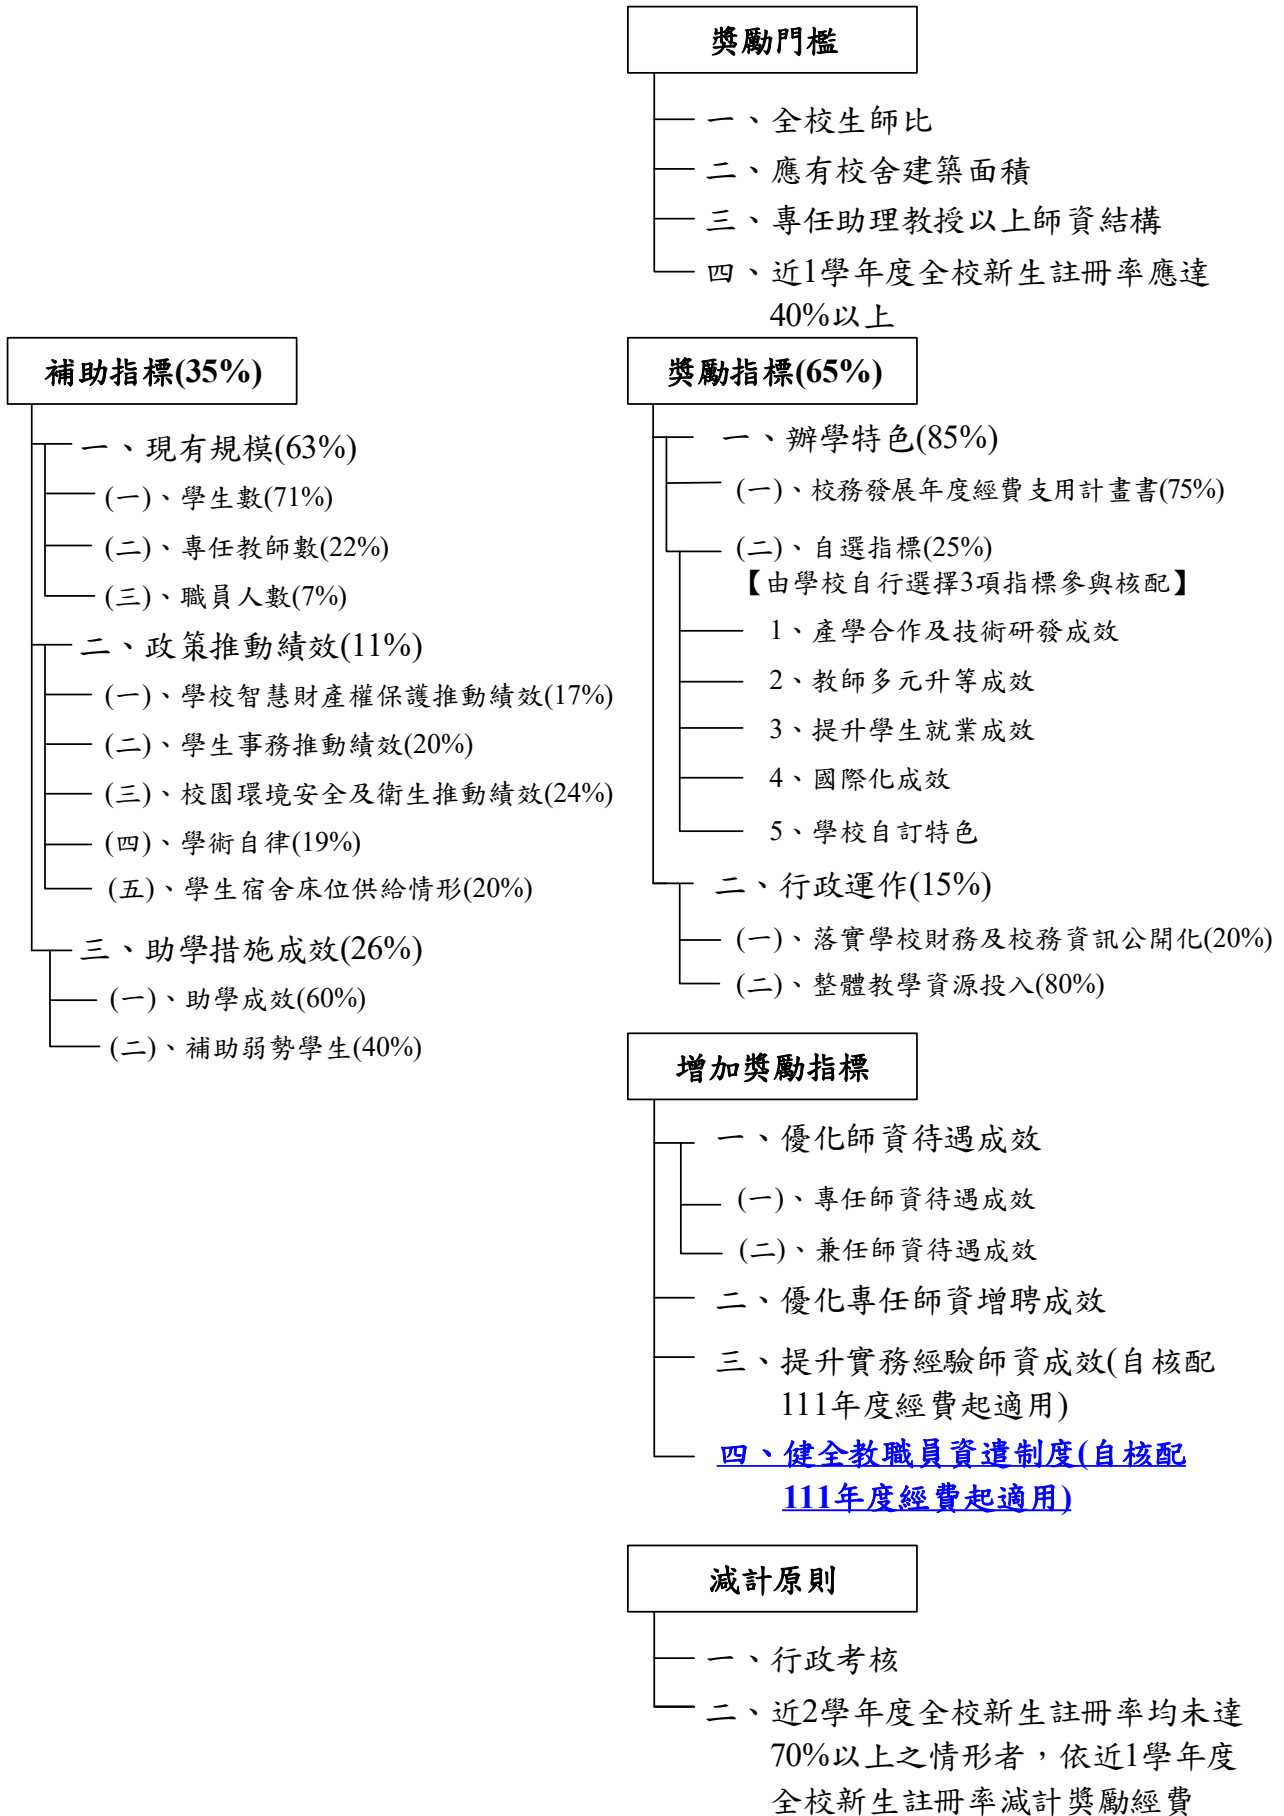 獎勵門檻
一、全校生師比
二、應有校舍建築面積
三、專任助理教授以上師資結構
四、近1學年度全校新生註冊率應達
40%以上
補助指標(35%)
一、現有規模(63%)
(一)、學生數(71%)
(二)、專任教師數(22%)
(三)、職員人數(7%)
二、政策推動績效(11%)
(一)、學校智慧財產權保護推動績效(17%)
(二)、學生事務推動績效(20%)
(三)、校園環境安全及衛生推動績效(24%)
(四)、學術自律(19%)
(五)、學生宿舍床位供給情形(20%)
三、助學措施成效(26%)
(一)、助學成效(60%)
(二)、補助弱勢學生(40%)
獎勵指標(65%)
一、辦學特色(85%)
(一)、校務發展年度經費支用計畫書(75%)
(二)、自選指標(25%)
【由學校自行選擇3項指標參與核配】
1、產學合作及技術研發成效
2、教師多元升等成效
3、提升學生就業成效
4、國際化成效
5、學校自訂特色
二、行政運作(15%)
(一)、落實學校財務及校務資訊公開化(20%)
(二)、整體教學資源投入(80%)
增加獎勵指標
一、優化師資待遇成效
(一)、專任師資待遇成效
(二)、兼任師資待遇成效
二、優化專任師資增聘成效
三、提升實務經驗師資成效(自核配
111年度經費起適用)
四、健全教職員資遣制度(自核配
111年度經費起適用)
減計原則
一、行政考核
二、近2學年度全校新生註冊率均未達
70%以上之情形者，依近1學年度
全校新生註冊率減計獎勵經費